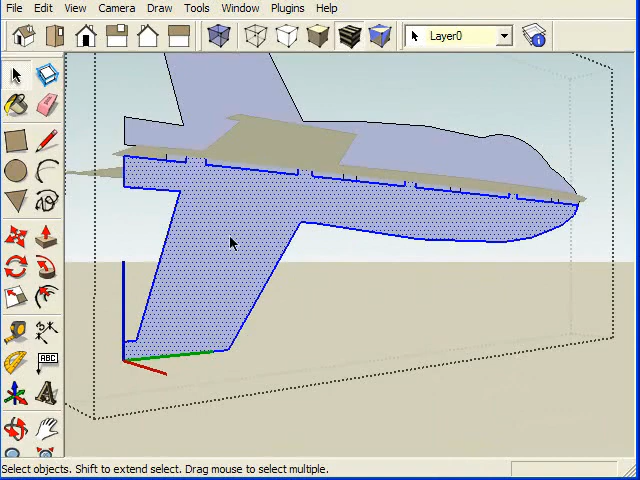 File Edit View Camera Draw Tools Window Plugins Help
Layer0
ABC
Select objects. Shift to extend select. Drag mouse to select multiple.